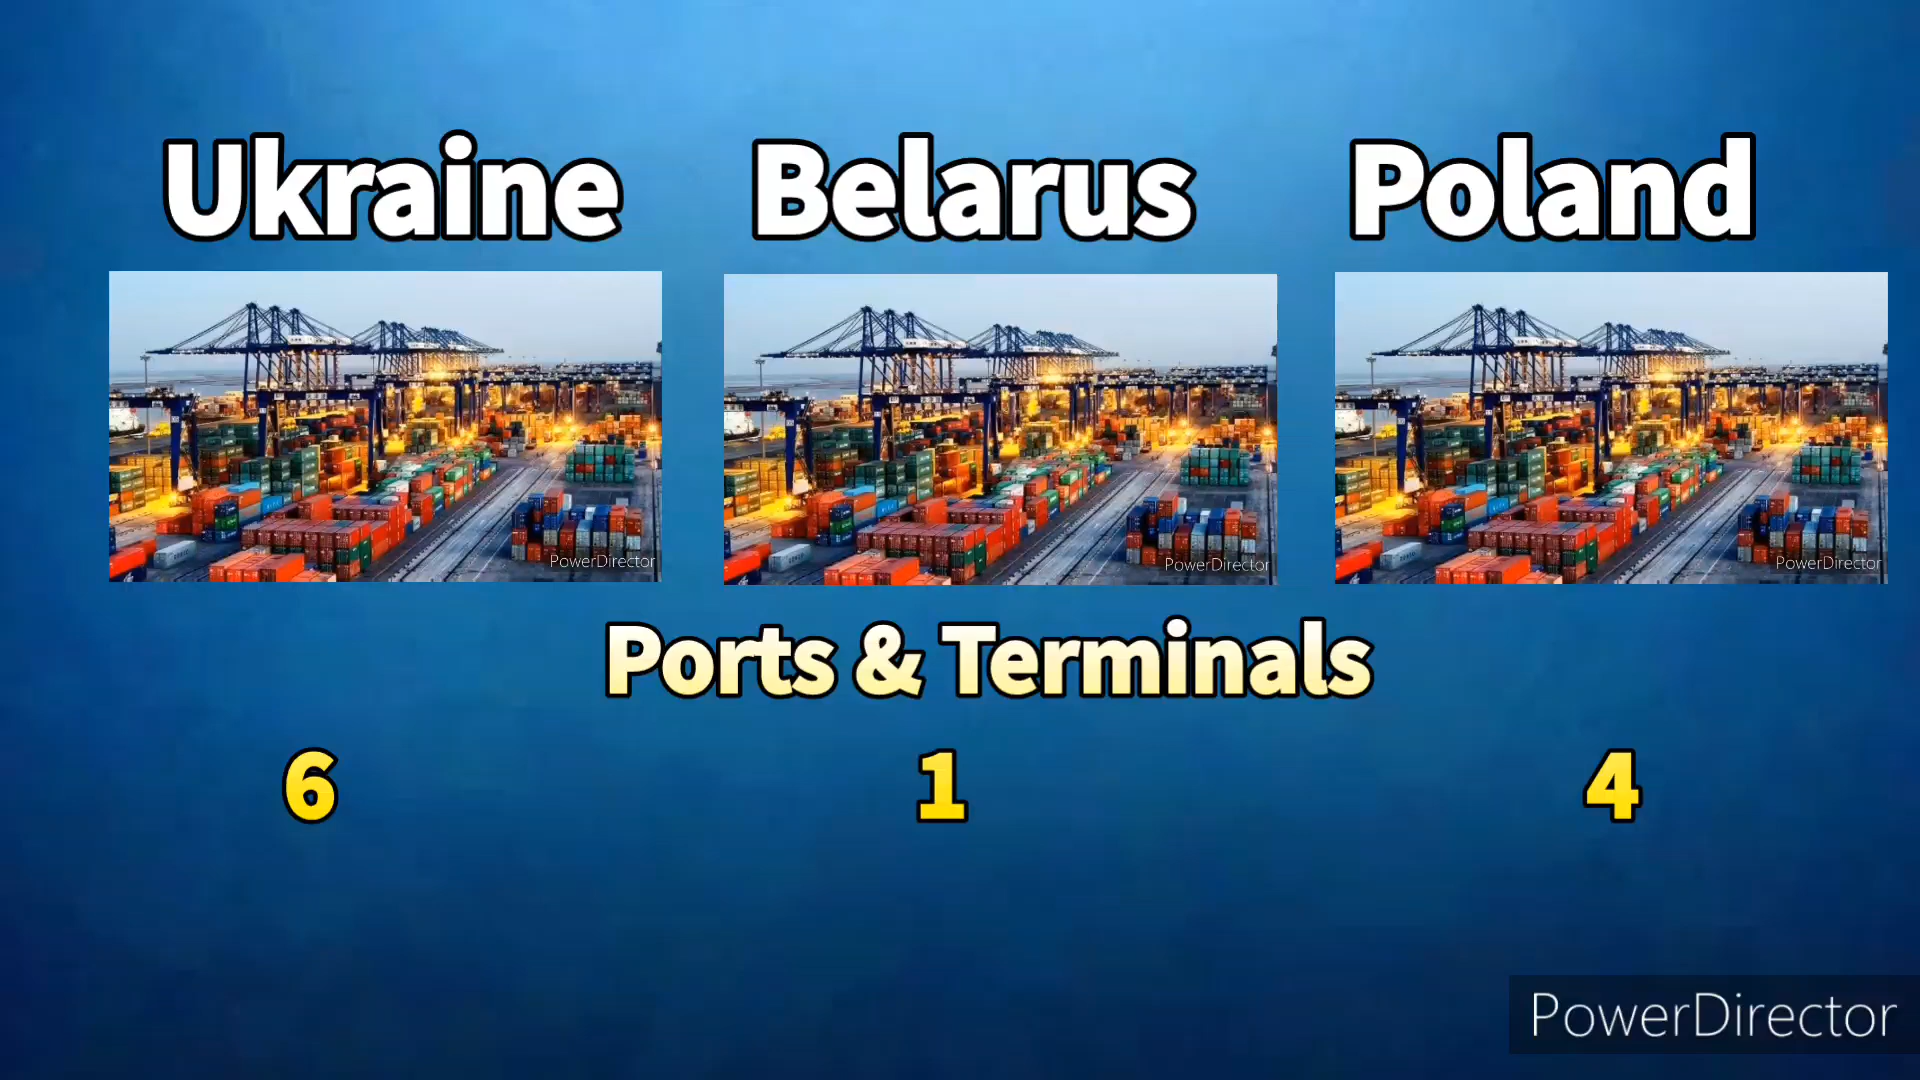 Ukraine Belarus Poland
PowerDirector PowerDirector PowerDirector
Ports & Terminals
6 1 4
PowerDirector